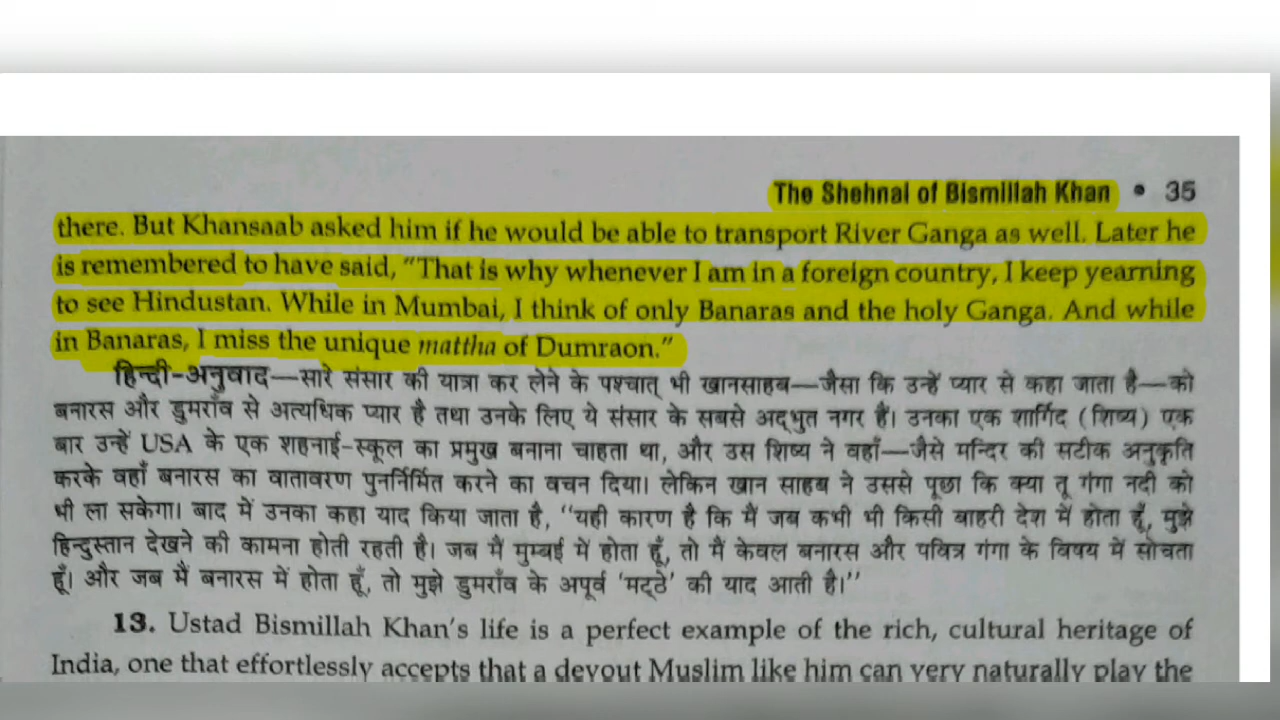 The Shehnai of Bismillah Khan • 35
there. But Khansaab asked him if he would be able to transport River Ganga as well. Later he
is remembered to have said, “That is why whenever I am in a foreign country, I keep yearning
to see Hindustan. While in Mumbai, I think of only Banaras and the holy Ganga. And while
in Banaras, I miss the unique mattha of Dumraon.”
हिन्दी-अनुवाद—सारे संसार की यात्रा कर लेने के पश्चात् भी खानसाहब—जैसा कि उन्हें प्यार से कहा जाता है—को
बनारस और डुमराँव से अत्यधिक प्यार है तथा उनके लिए ये संसार के सबसे अद्भुत नगर हैं। उनका एक शार्गिद (शिष्य) एक
बार उन्हें USA के एक शहनाई-स्कूल का प्रमुख बनाना चाहता था, और उस शिष्य ने वहाँ—जैसे मन्दिर की सटीक अनुकृति
करके वहाँ बनारस का वातावरण पुनर्निर्मित करने का वचन दिया। लेकिन खान साहब ने उससे पूछा कि क्या तू गंगा नदी को
भी ला सकेगा। बाद में उनका कहा याद किया जाता है, “यही कारण है कि मैं जब कभी भी किसी बाहरी देश में होता हूँ, मुझे
हिन्दुस्तान देखने की कामना होती रहती है। जब मैं मुम्बई में होता हूँ, तो मैं केवल बनारस और पवित्र गंगा के विषय में सोचता
हूँ। और जब मैं बनारस में होता हूँ, तो मुझे डुमराँव के अपूर्व ‘मट्ठे’ की याद आती है।”
13. Ustad Bismillah Khan’s life is a perfect example of the rich, cultural heritage of
India, one that effortlessly accepts that a devout Muslim like him can very naturally play the